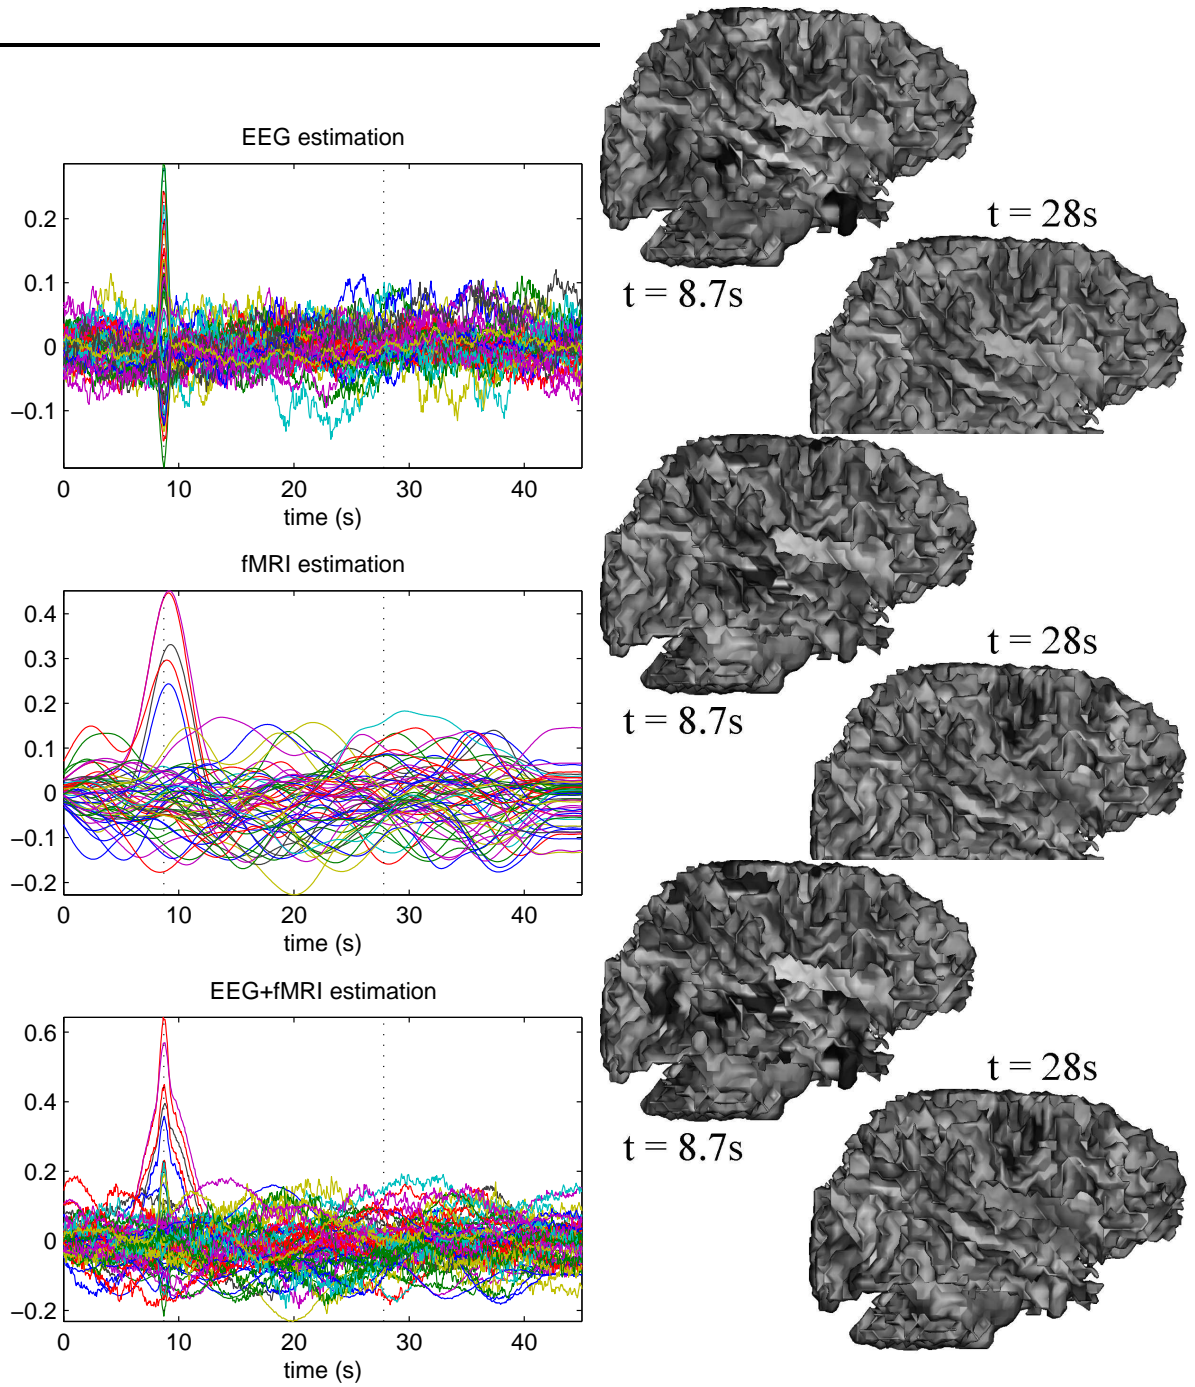 EEG estimation
0.2
0.1
0
−0.1
0 10 20 30 40
time (s)
t = 8.7s
t = 28s
fMRI estimation
0.4
0.3
0.2
0.1
0
−0.1
−0.2
0 10 20 30 40
time (s)
t = 8.7s
t = 28s
EEG+fMRI estimation
0.6
0.4
0.2
0
−0.2
0 10 20 30 40
time (s)
t = 8.7s
t = 28s